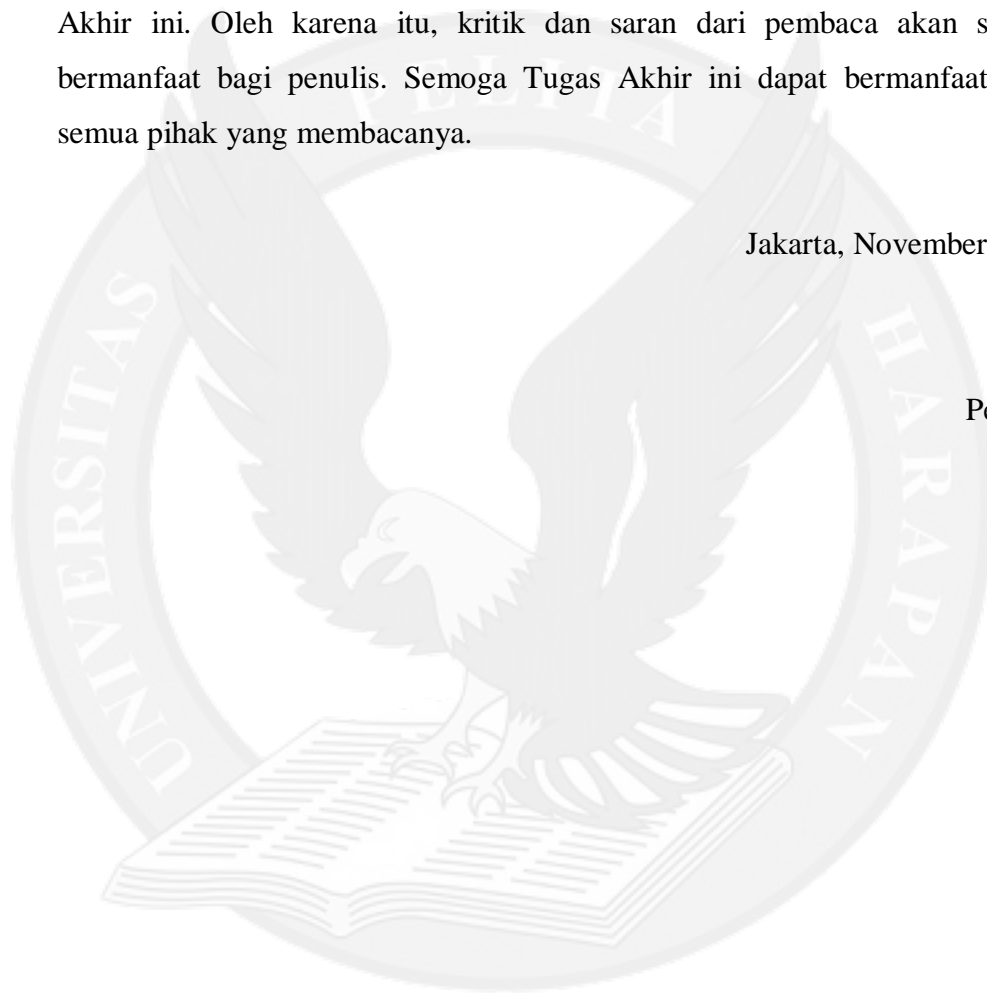 Akhir ini. Oleh karena itu, kritik dan saran dari pembaca akan
bermanfaat bagi penulis. Semoga Tugas Akhir ini dapat bermanfaat
semua pihak yang membacanya.
Jakarta, November
UNIVERSITAS PELITA HARAPAN